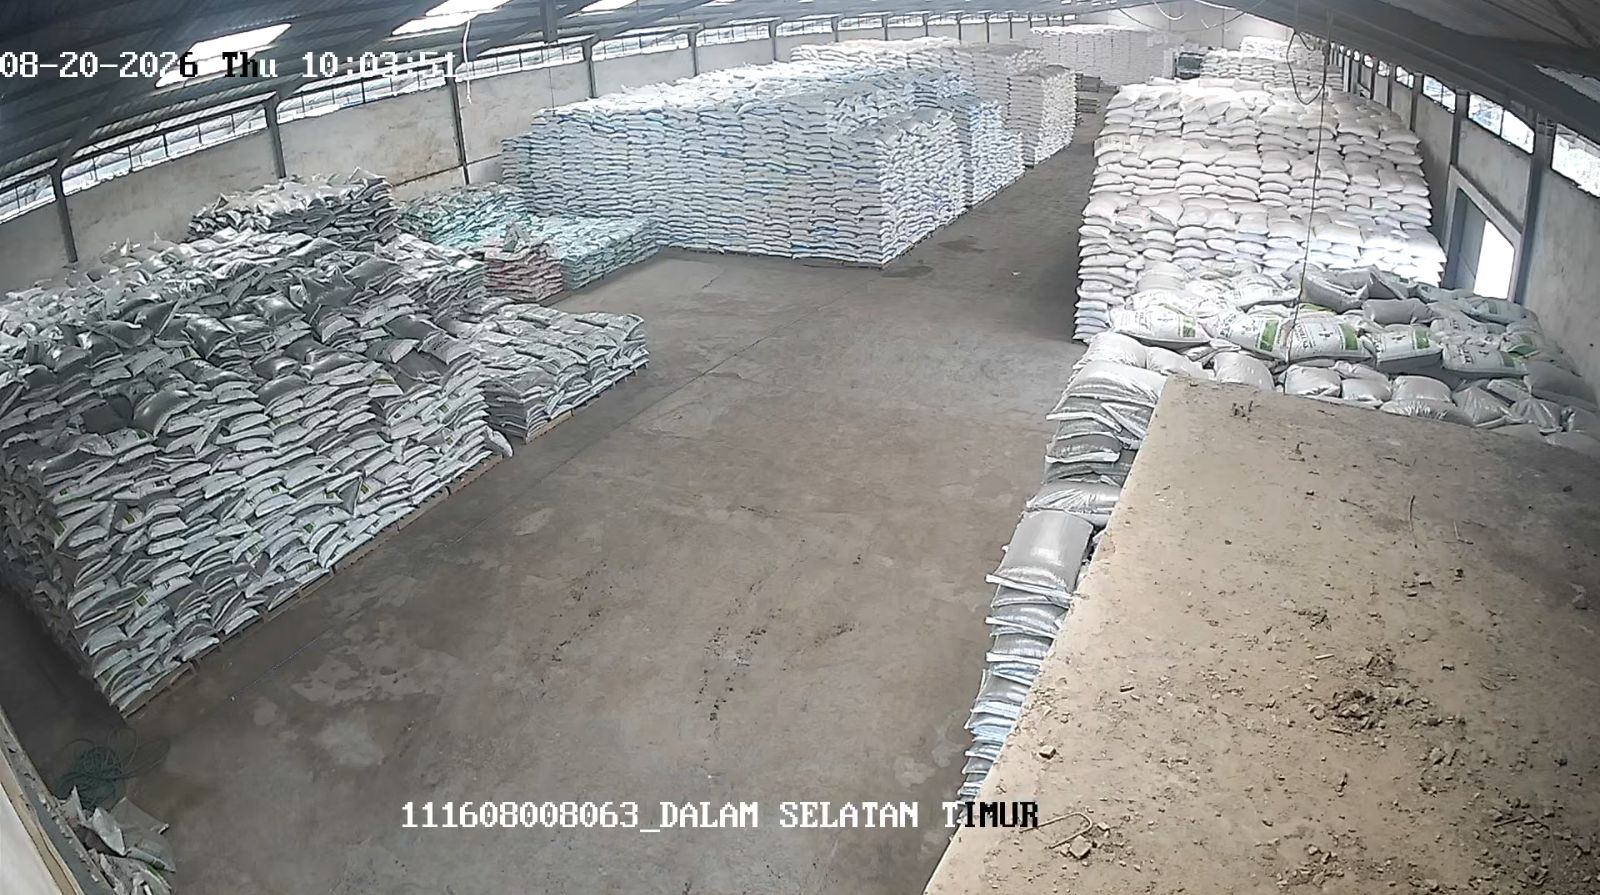 08-20-2026 Thu 10:03:51
111608008063_DALAM SELATAN TIMUR